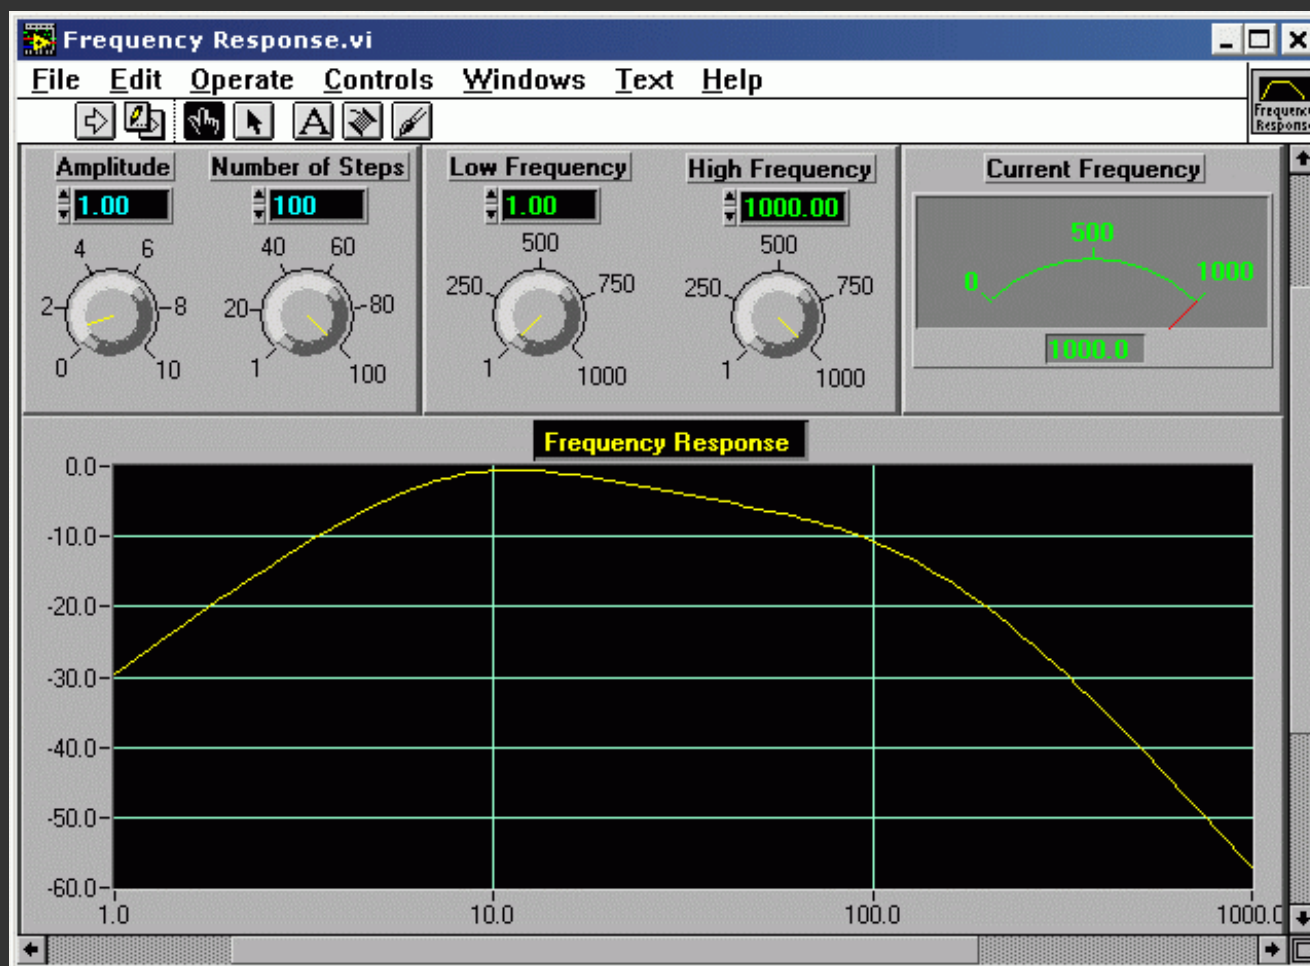 Frequency Response.vi
File Edit Operate Controls Windows Text Help
Frequency
Response
Amplitude Number of Steps Low Frequency High Frequency Current Frequency
1.00 100 1.00 1000.00
4 6 40 60 500 500 500
2 8 20 80 250 750 250 750 0 1000
0 10 1 100 1 1000 1 1000 1000.0
Frequency Response
0.0
-10.0
-20.0
-30.0
-40.0
-50.0
-60.0
1.0 10.0 100.0 1000.0